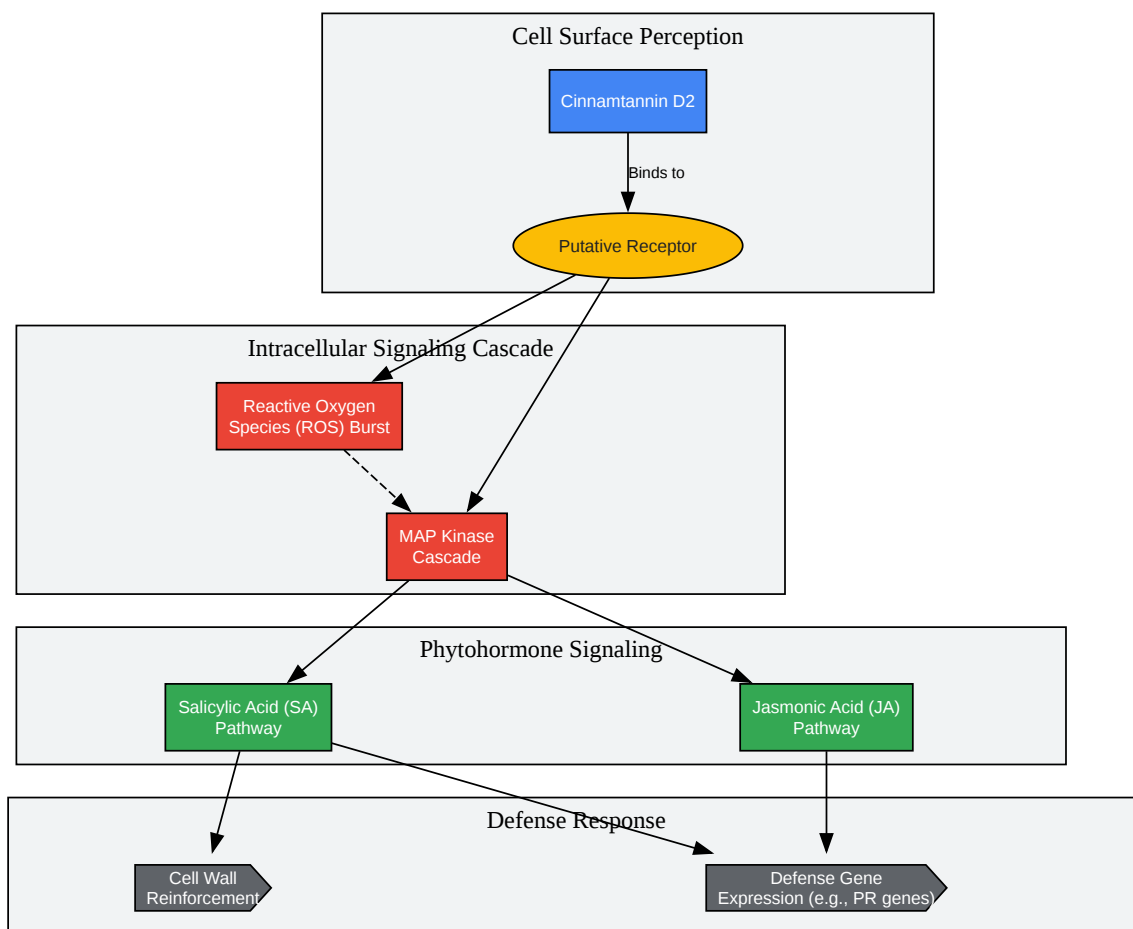 Cell Surface Perception
Cinnamtannin D2
Binds to
Putative Receptor
Intracellular Signaling Cascade
Reactive Oxygen
Species (ROS) Burst
MAP Kinase
Cascade
Phytohormone Signaling
Salicylic Acid (SA)
Pathway
Jasmonic Acid (JA)
Pathway
Defense Response
Cell Wall
Reinforcement
Defense Gene
Expression (e.g., PR genes)